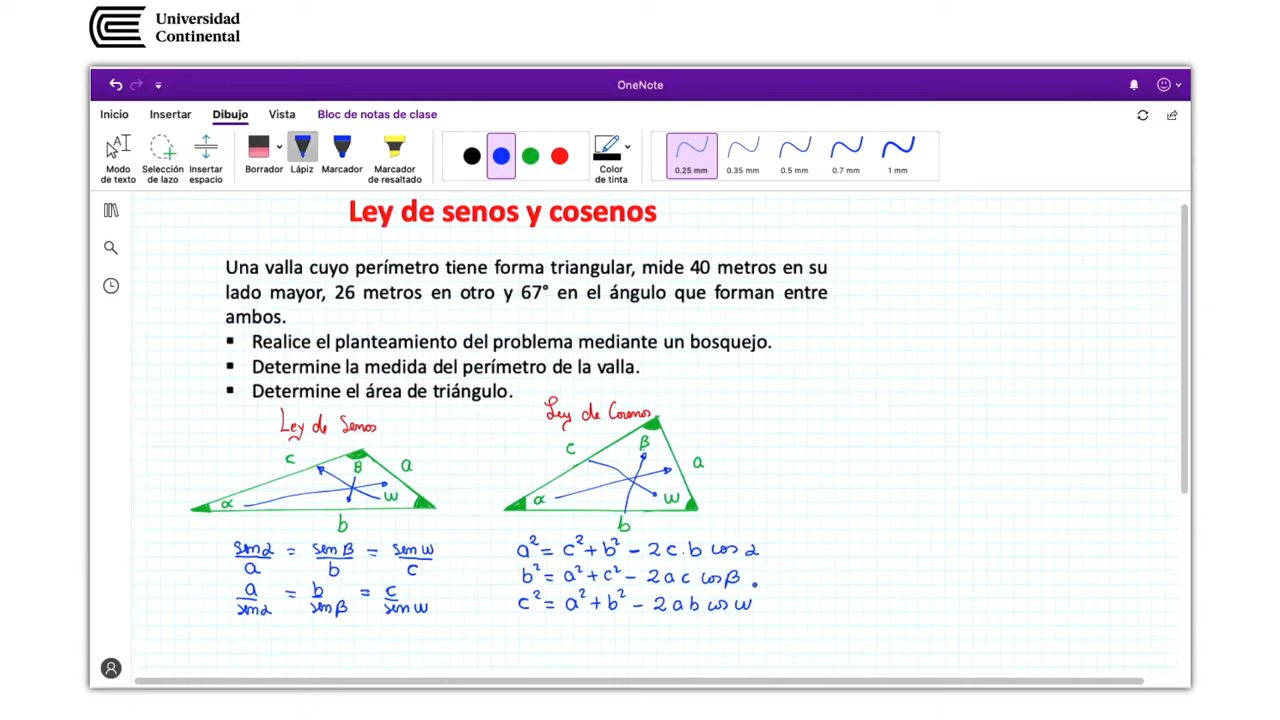 Universidad
Continental
OneNote
Inicio Insertar Dibujo Vista Bloc de notas de clase
Modo de texto Selección de lazo Insertar espacio Borrador Lápiz Marcador Marcador de resaltado Color de tinta 0.25 mm 0.35 mm 0.5 mm 0.7 mm 1 mm
Ley de senos y cosenos
Una valla cuyo perímetro tiene forma triangular, mide 40 metros en su
lado mayor, 26 metros en otro y 67° en el ángulo que forman entre
ambos.
▪ Realice el planteamiento del problema mediante un bosquejo.
▪ Determine la medida del perímetro de la valla.
▪ Determine el área de triángulo.
Ley de Senos
c β a
α w
b
sen α / a = sen β / b = sen w / c
a / sen α = b / sen β = c / sen w
Ley de Cosenos
c β a
α w
b
a² = c² + b² - 2 c.b cos α
b² = a² + c² - 2 a c cos β
c² = a² + b² - 2 a b cos w